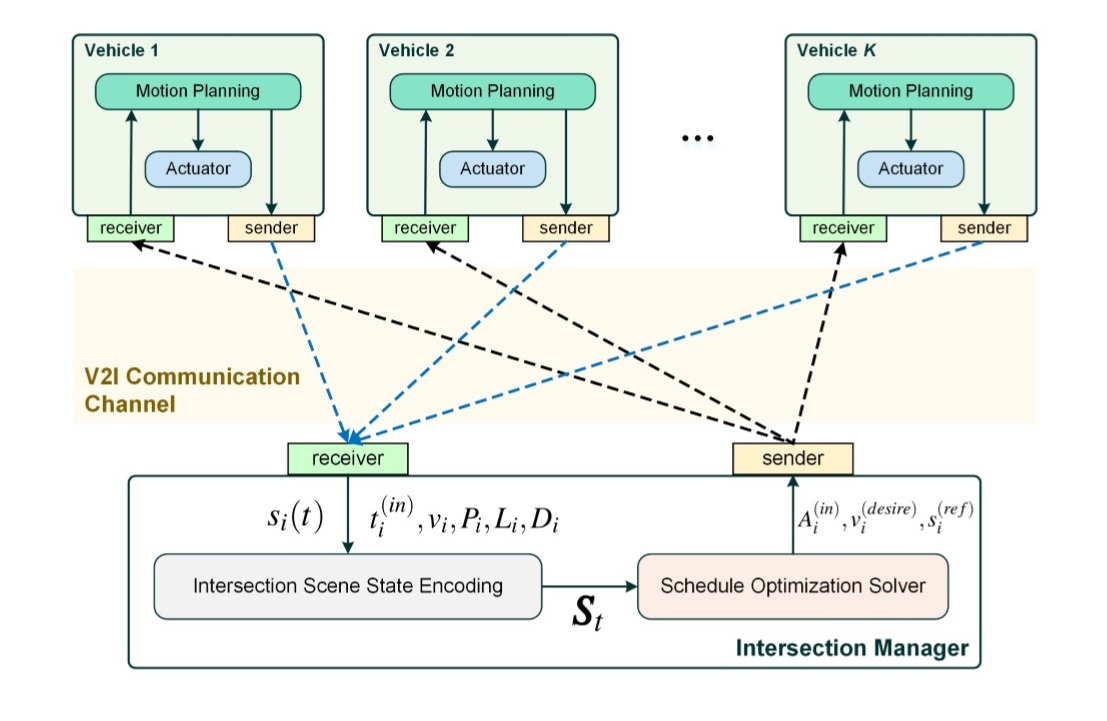 Vehicle 1
Motion Planning
Actuator
receiver
sender
Vehicle 2
Motion Planning
Actuator
receiver
sender
...
Vehicle K
Motion Planning
Actuator
receiver
sender
V2I Communication
Channel
receiver
sender
s_i(t)
t_i^{(in)}, v_i, P_i, L_i, D_i
A_i^{(in)}, v_i^{(desire)}, s_i^{(ref)}
Intersection Scene State Encoding
S_t
Schedule Optimization Solver
Intersection Manager